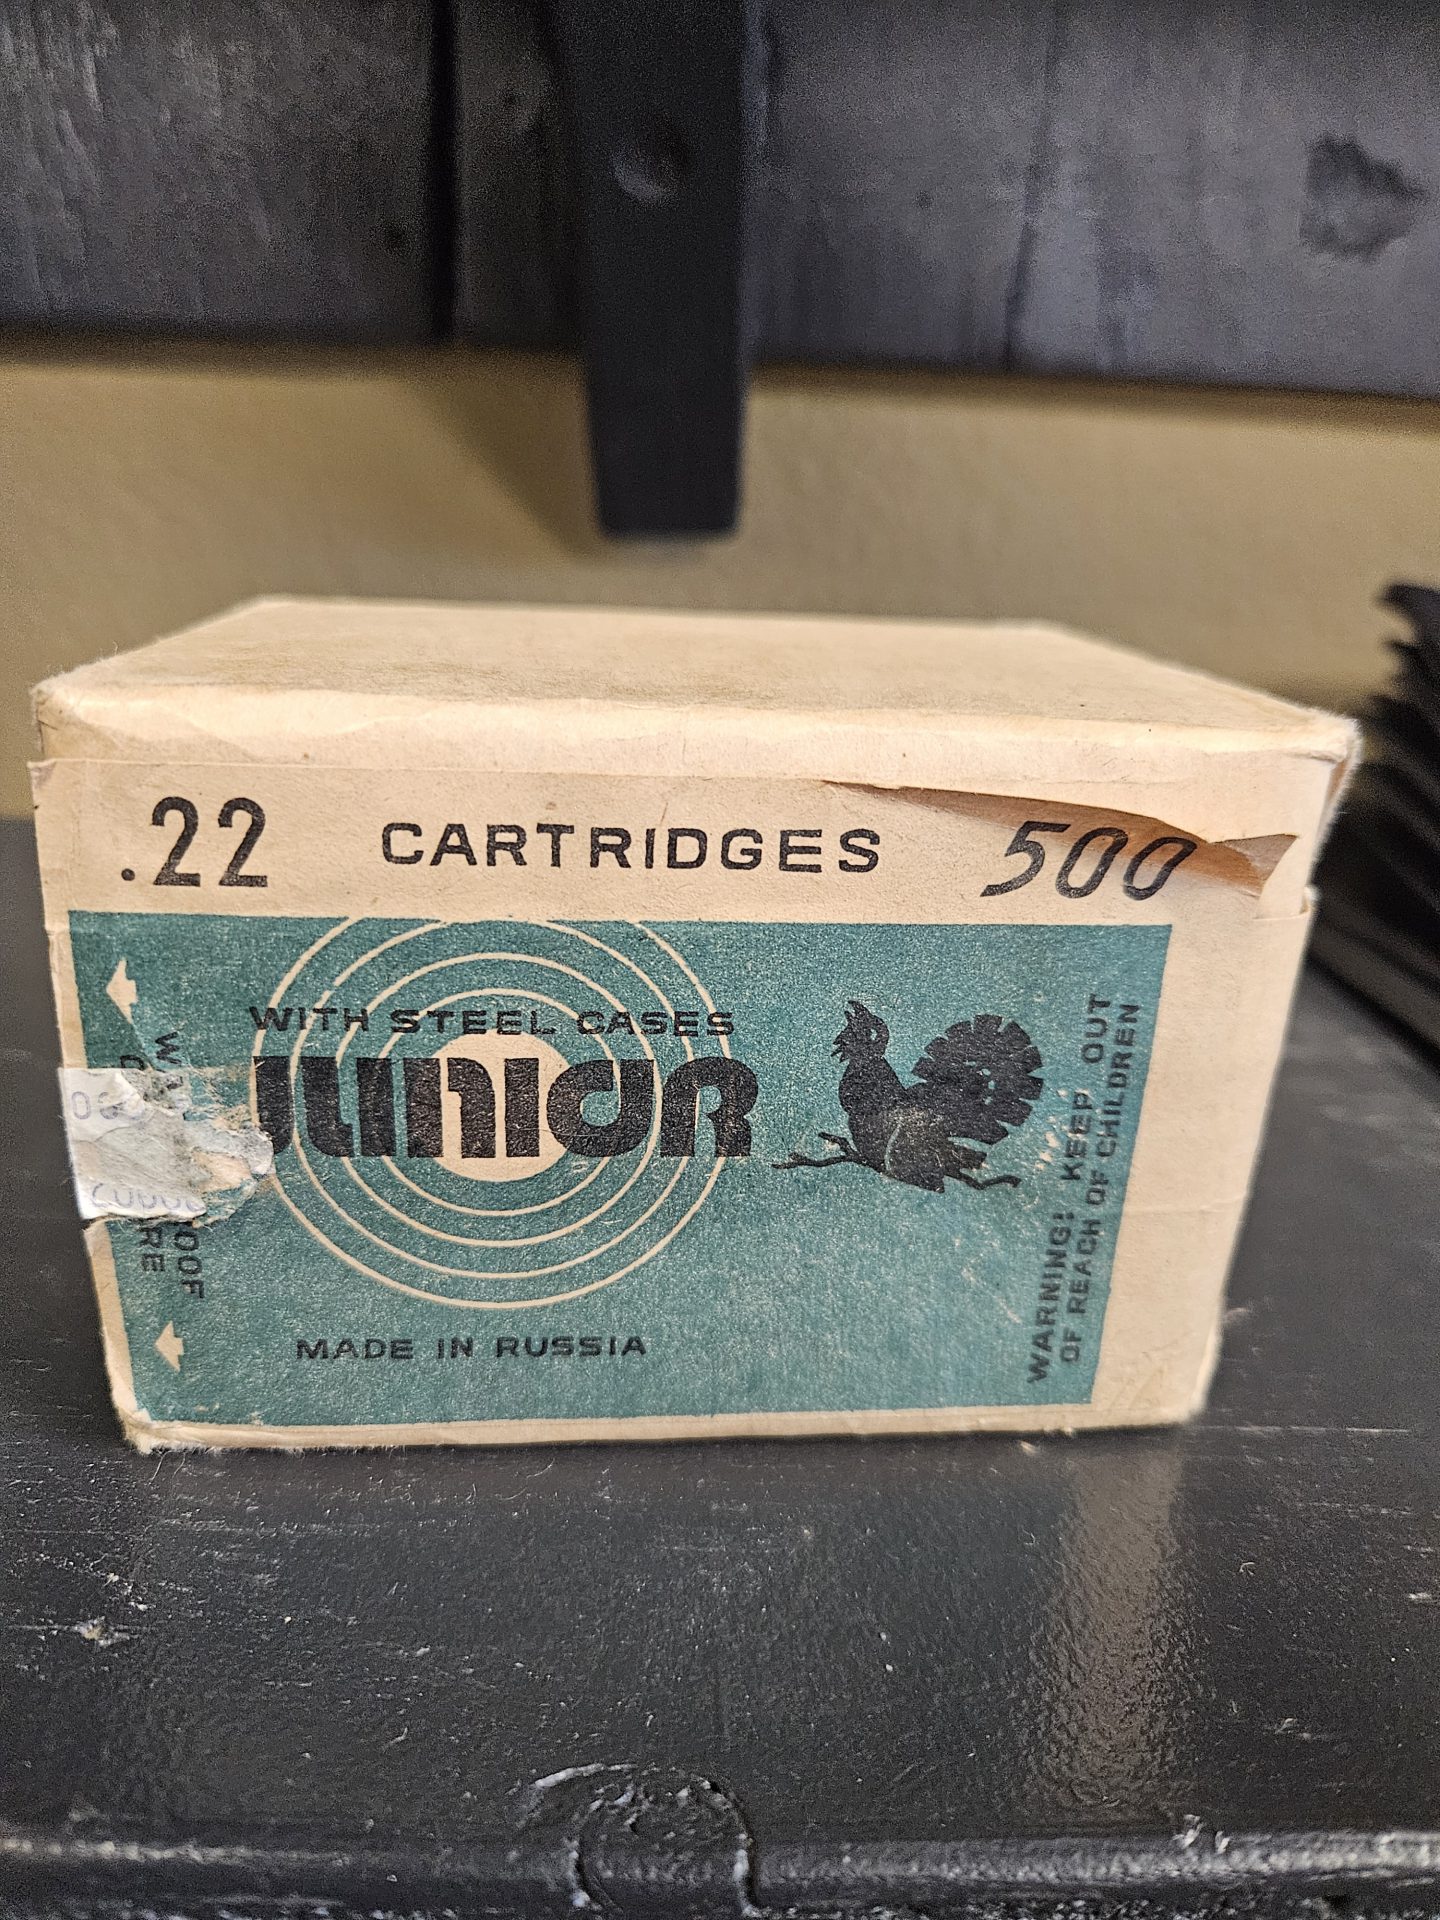 .22 CARTRIDGES 500
WITH STEEL CASES
JUNIOR
MADE IN RUSSIA
WARNING! KEEP OUT
OF REACH OF CHILDREN